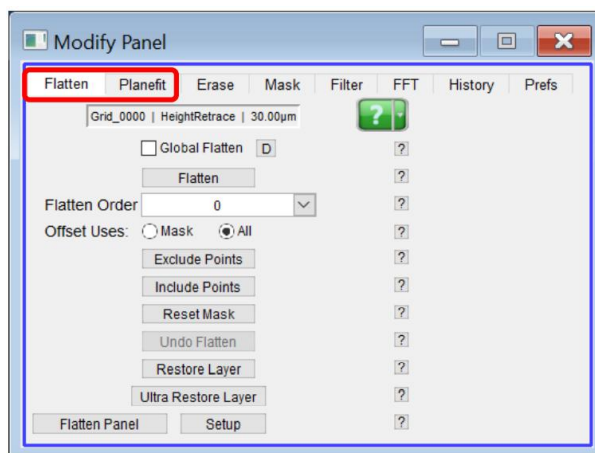 Modify Panel
Flatten Planefit Erase Mask Filter FFT History Prefs
Grid_0000 | HeightRetrace | 30.00µm ?
Global Flatten D ?
Flatten ?
Flatten Order 0 ?
Offset Uses: Mask All ?
Exclude Points ?
Include Points ?
Reset Mask ?
Undo Flatten ?
Restore Layer ?
Ultra Restore Layer ?
Flatten Panel Setup ?